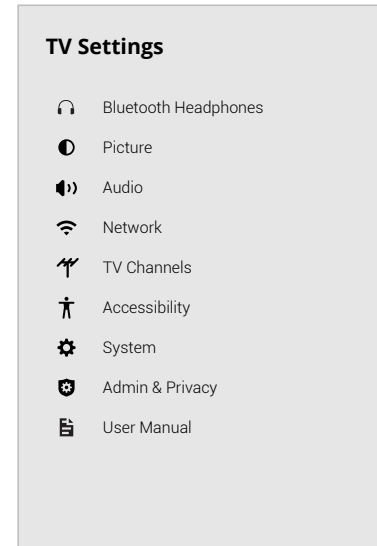 TV Settings
Bluetooth Headphones
Picture
Audio
Network
TV Channels
Accessibility
System
Admin & Privacy
User Manual